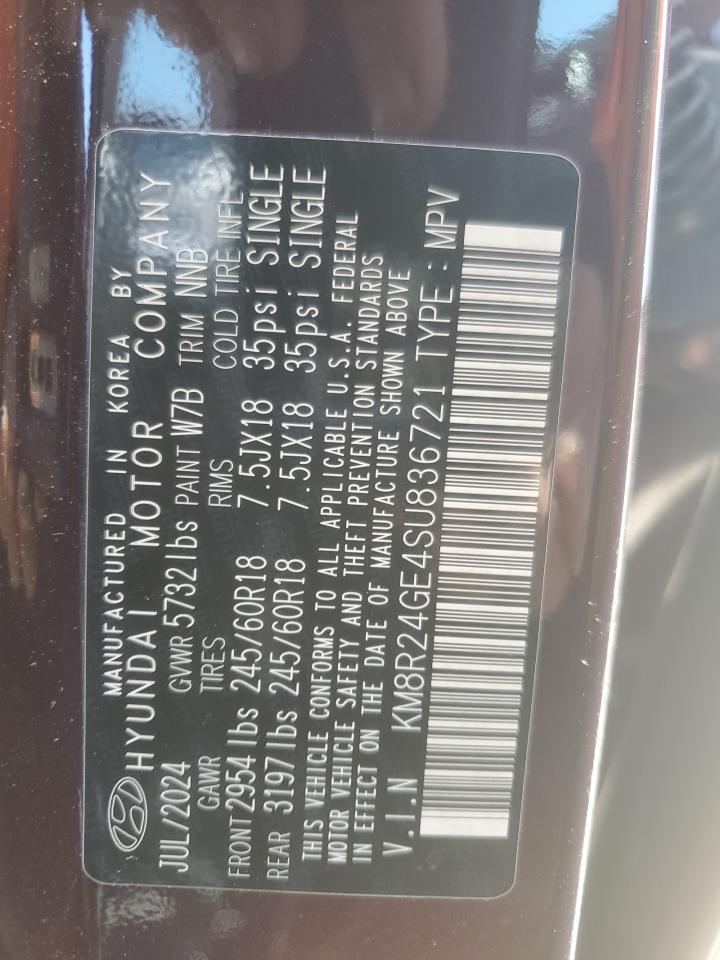 MANUFACTURED IN KOREA BY
HYUNDAI MOTOR COMPANY
JUL/2024 GVWR 5732lbs PAINT W7B TRIM NNB
GAWR TIRES RIMS COLD TIRE INFL
FRONT 2954lbs 245/60R18 7.5JX18 35psi SINGLE
REAR 3197lbs 245/60R18 7.5JX18 35psi SINGLE
THIS VEHICLE CONFORMS TO ALL APPLICABLE U.S.A. FEDERAL
MOTOR VEHICLE SAFETY AND THEFT PREVENTION STANDARDS
IN EFFECT ON THE DATE OF MANUFACTURE SHOWN ABOVE
V.I.N KM8R24GE4SU836721 TYPE : MPV